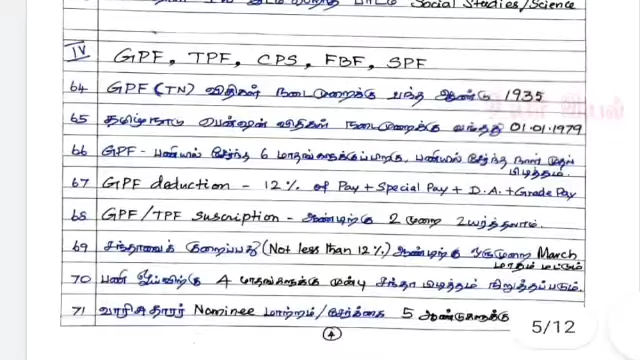 Social Studies/Science
IV GPF, TPF, CPS, FBF, SPF
64 GPF (TN) விதிகள் நடைமுறைக்கு வந்த ஆண்டு 1935
65 தமிழ்நாடு பென்ஷன் விதிகள் நடைமுறைக்கு வந்தது 01.01.1979
66 GPF - பணியில் சேர்ந்த 6 மாதங்களுக்குப்பிறகு, பணியில் சேர்ந்த நாள் முதல்
பிடித்தம்.
67 GPF deduction - 12% of Pay + Special Pay + D.A. + Grade Pay
68 GPF/TPF suscription - ஆண்டிற்கு 2 முறை உயர்த்தலாம்.
69 சந்தாவைக் குறைப்பது (Not less than 12%) ஆண்டிற்கு ஒருமுறை March
மாதம் மட்டும்
70 பணி ஓய்விற்கு 4 மாதங்களுக்கு முன்பு சந்தா பிடித்தம் நிறுத்தப்படும்.
71 வாரிசுதாரர் Nominee மாற்றம்/சேர்க்கை 5 ஆண்டுகளுக்கு
4
5/12